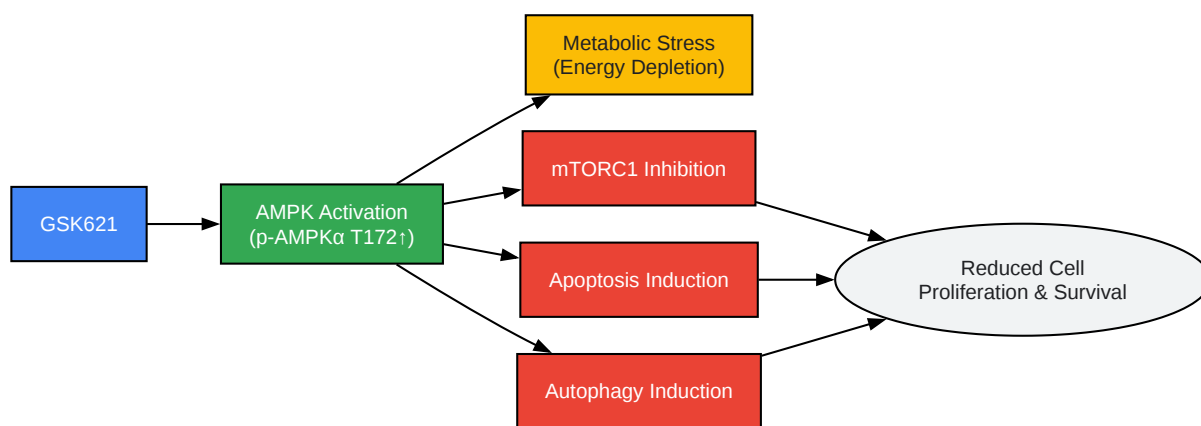 GSK621
AMPK Activation
(p-AMPKα T172↑)
Metabolic Stress
(Energy Depletion)
mTORC1 Inhibition
Apoptosis Induction
Autophagy Induction
Reduced Cell
Proliferation & Survival